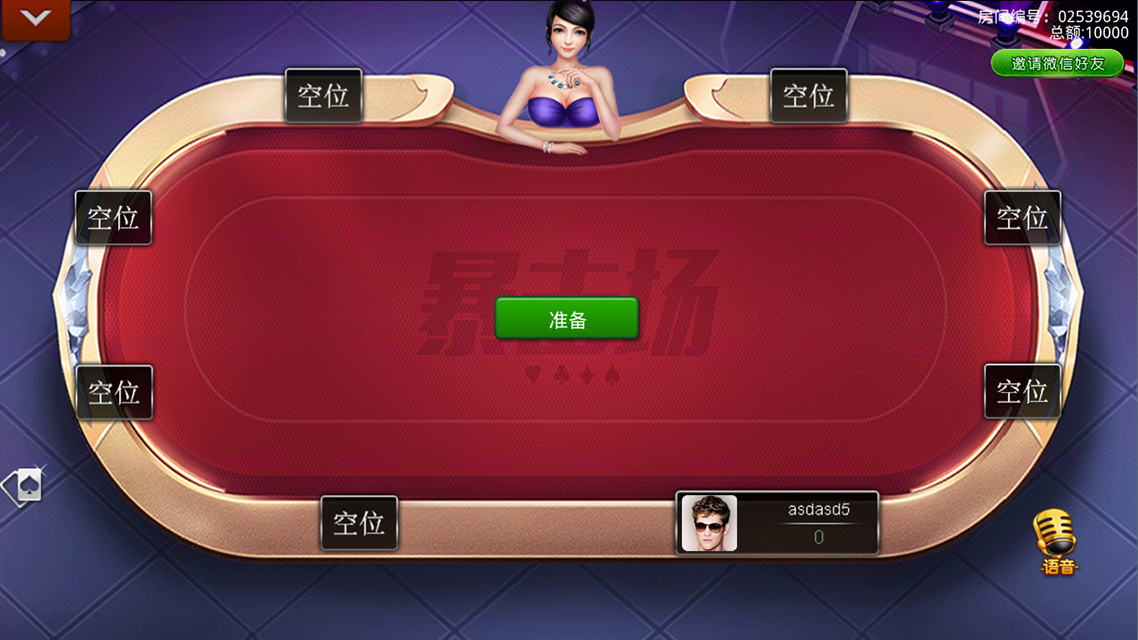 房间编号：02539694
总额:10000
邀请微信好友
空位
空位
空位
空位
暴击场
准备
空位
空位
空位
asdasd5
0
语音